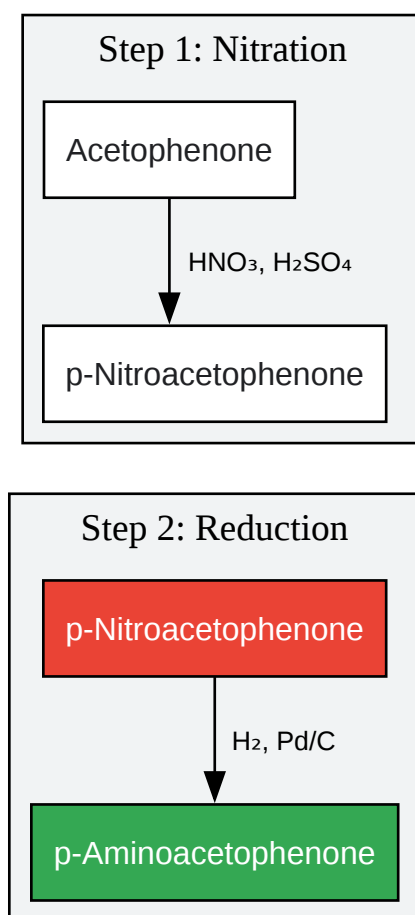 Step 1: Nitration
Acetophenone
HNO₃, H₂SO₄
p-Nitroacetophenone
Step 2: Reduction
p-Nitroacetophenone
H₂, Pd/C
p-Aminoacetophenone